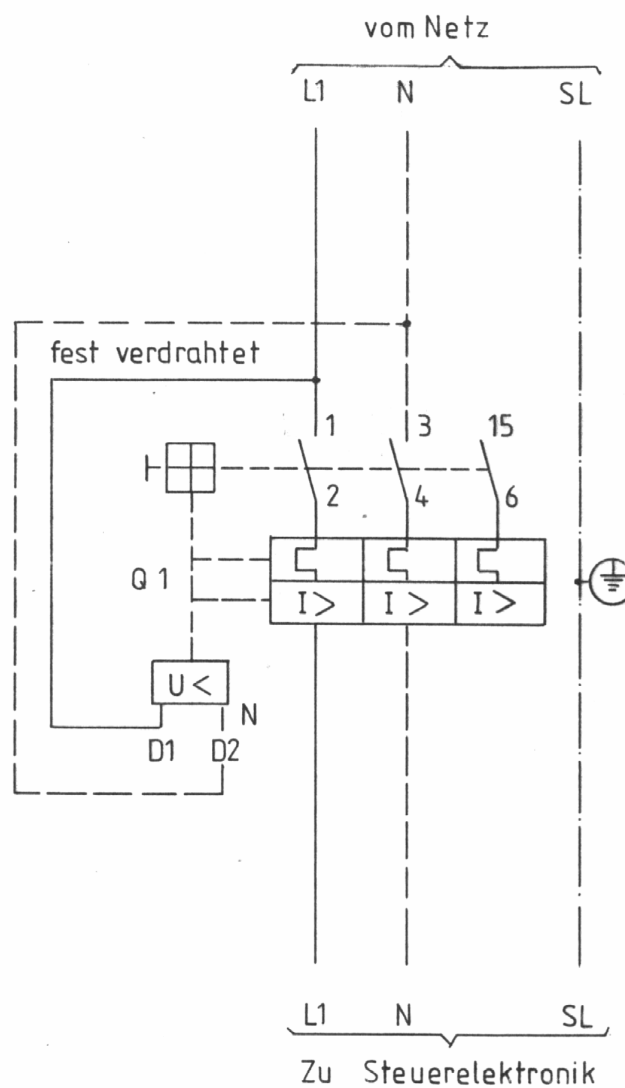 vom Netz
L1 N SL
fest verdrahtet
1 3 15
2 4 6
Q 1
I > I > I >
U <
N
D1 D2
L1 N SL
Zu Steuerelektronik